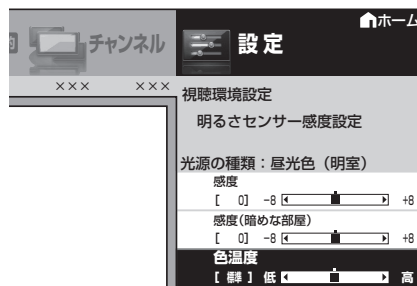 ホーム
チャンネル
設定
×××
×××
視聴環境設定
明るさセンサー感度設定
光源の種類：昼光色（明室）
感度
[ 0] -8 +8
感度(暗めな部屋)
[ 0] -8 +8
色温度
[ 標準 ] 低 高